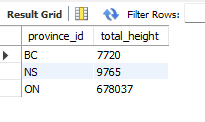 Result Grid Filter Rows:
province_id total_height
BC 7720
NS 9765
ON 678037